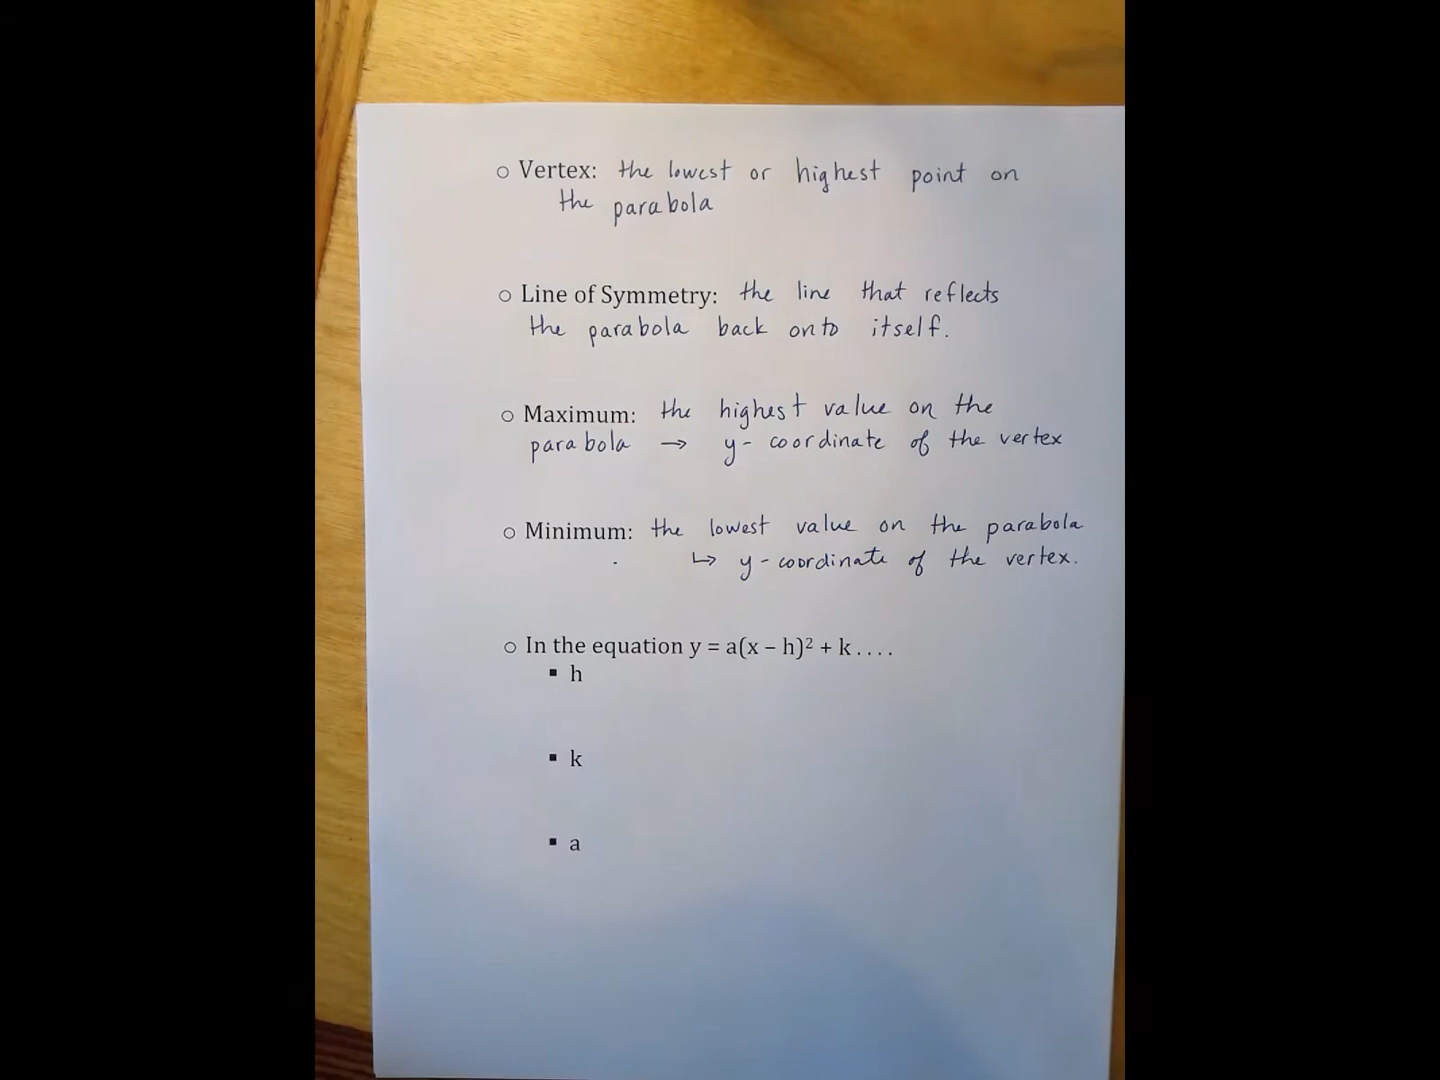 ○ Vertex: the lowest or highest point on
the parabola
○ Line of Symmetry: the line that reflects
the parabola back onto itself.
○ Maximum: the highest value on the
parabola → y-coordinate of the vertex
○ Minimum: the lowest value on the parabola
↳ y-coordinate of the vertex.
○ In the equation y = a(x – h)² + k . . . .
▪ h
▪ k
▪ a